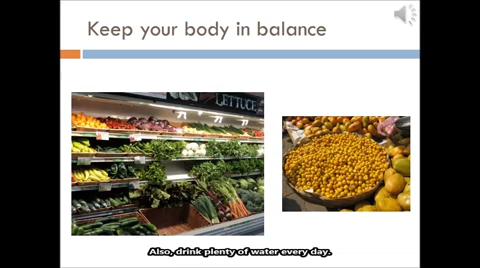 Keep your body in balance
LETTUCE
Also, drink plenty of water every day.